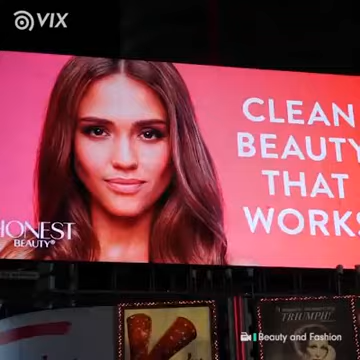 VIX
CLEAN
BEAUTY
THAT
WORKS
HONEST
BEAUTY®
TRIUMPH!
Beauty and Fashion